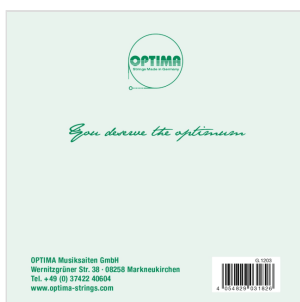 OPTIMA
Strings Made in Germany
You deserve the optimum
OPTIMA Musiksaiten GmbH
Wernitzgrüner Str. 38 · 08258 Markneukirchen
Tel. +49 (0) 37422 40604
www.optima-strings.com
G.1203
4 054829 031826